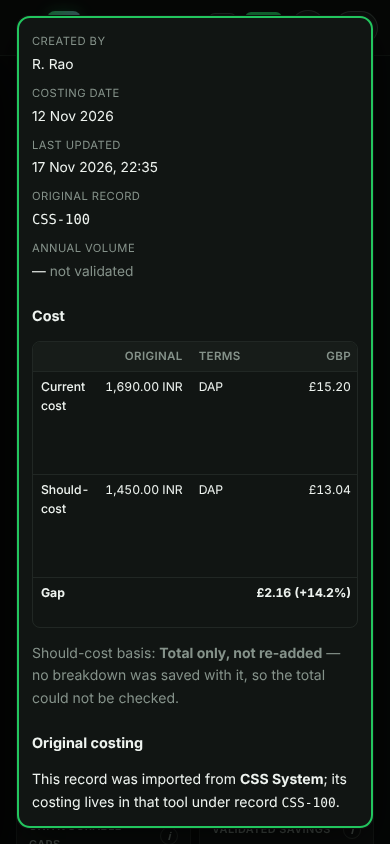 CREATED BY
R. Rao
COSTING DATE
12 Nov 2026
LAST UPDATED
17 Nov 2026, 22:35
ORIGINAL RECORD
CSS-100
ANNUAL VOLUME
— not validated
Cost
ORIGINAL TERMS GBP
Current 1,690.00 INR DAP £15.20
cost
Should- 1,450.00 INR DAP £13.04
cost
Gap £2.16 (+14.2%)
Should-cost basis: Total only, not re-added —
no breakdown was saved with it, so the total
could not be checked.
Original costing
This record was imported from CSS System; its
costing lives in that tool under record CSS-100.
VALIDATED SAVINGS